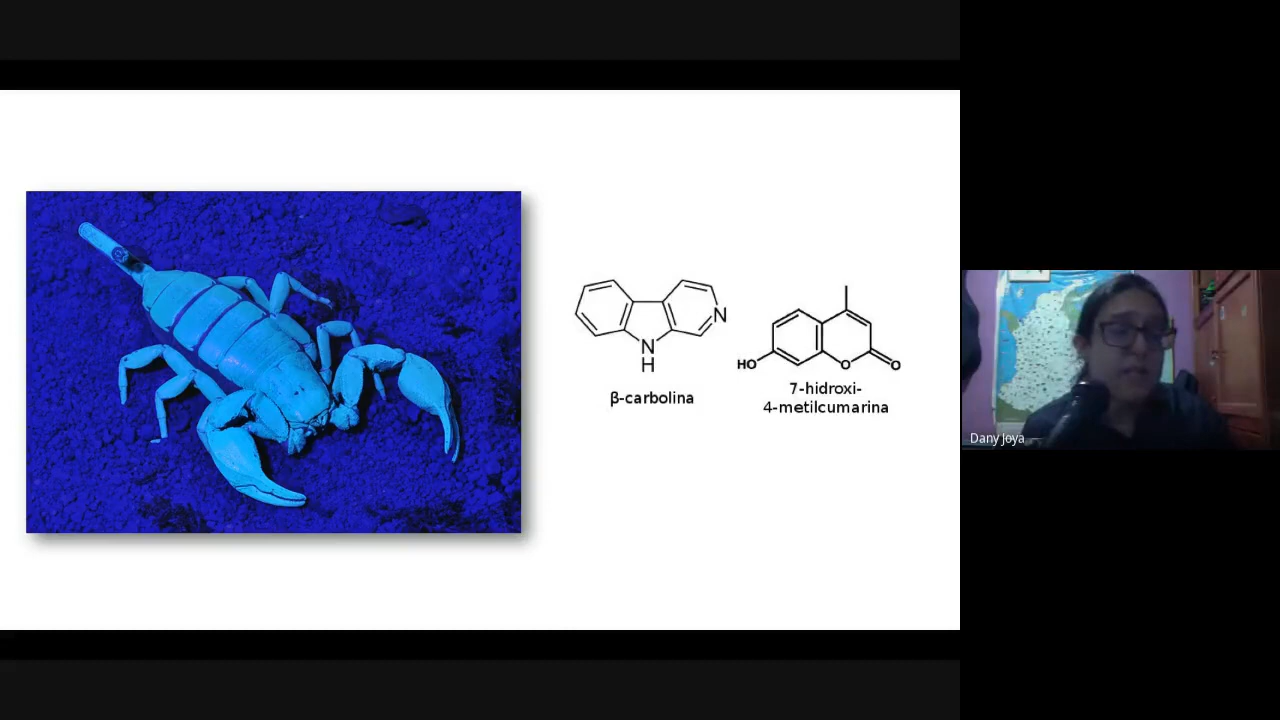 N
N
H
HO
O
O
β-carbolina
7-hidroxi-
4-metilcumarina
Dany Joya